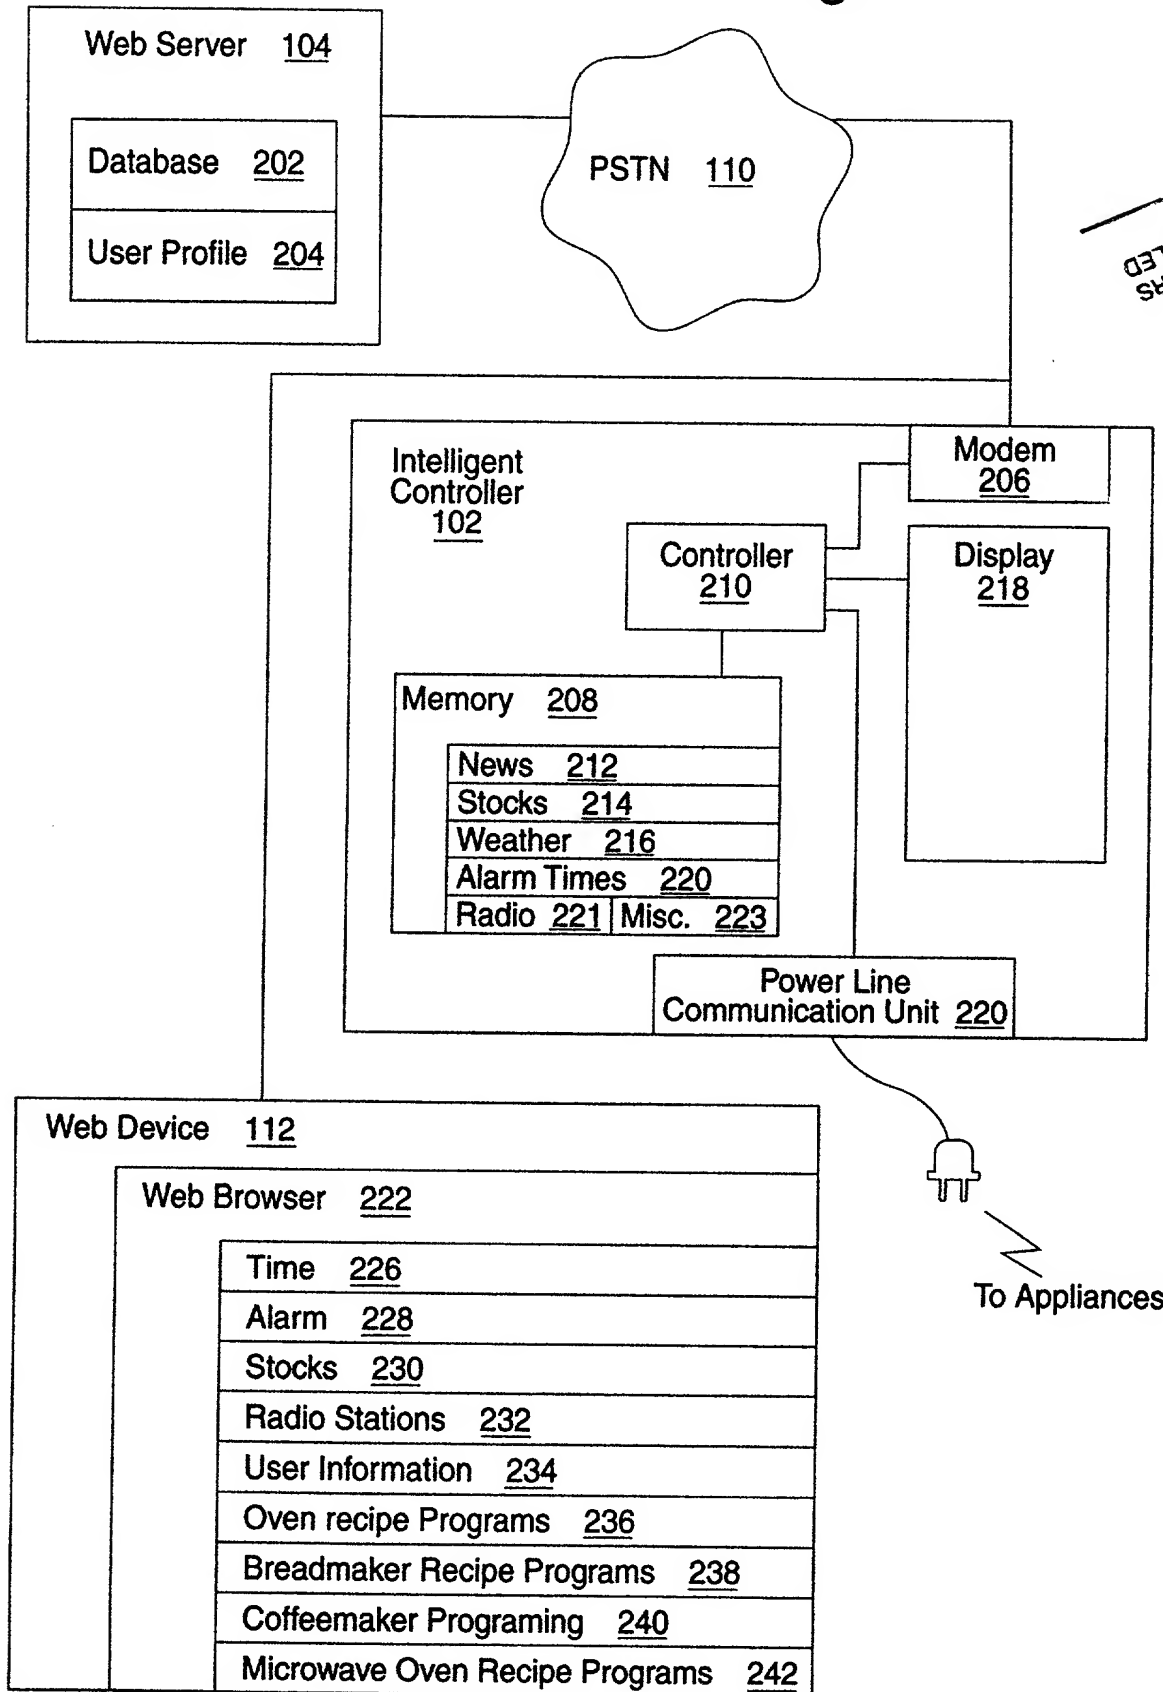 Web Server 104
Database 202
User Profile 204
PSTN 110
Intelligent
Controller
102
Modem
206
Controller
210
Display
218
Memory 208
News 212
Stocks 214
Weather 216
Alarm Times 220
Radio 221 Misc. 223
Power Line
Communication Unit 220
To Appliances
Web Device 112
Web Browser 222
Time 226
Alarm 228
Stocks 230
Radio Stations 232
User Information 234
Oven recipe Programs 236
Breadmaker Recipe Programs 238
Coffeemaker Programing 240
Microwave Oven Recipe Programs 242